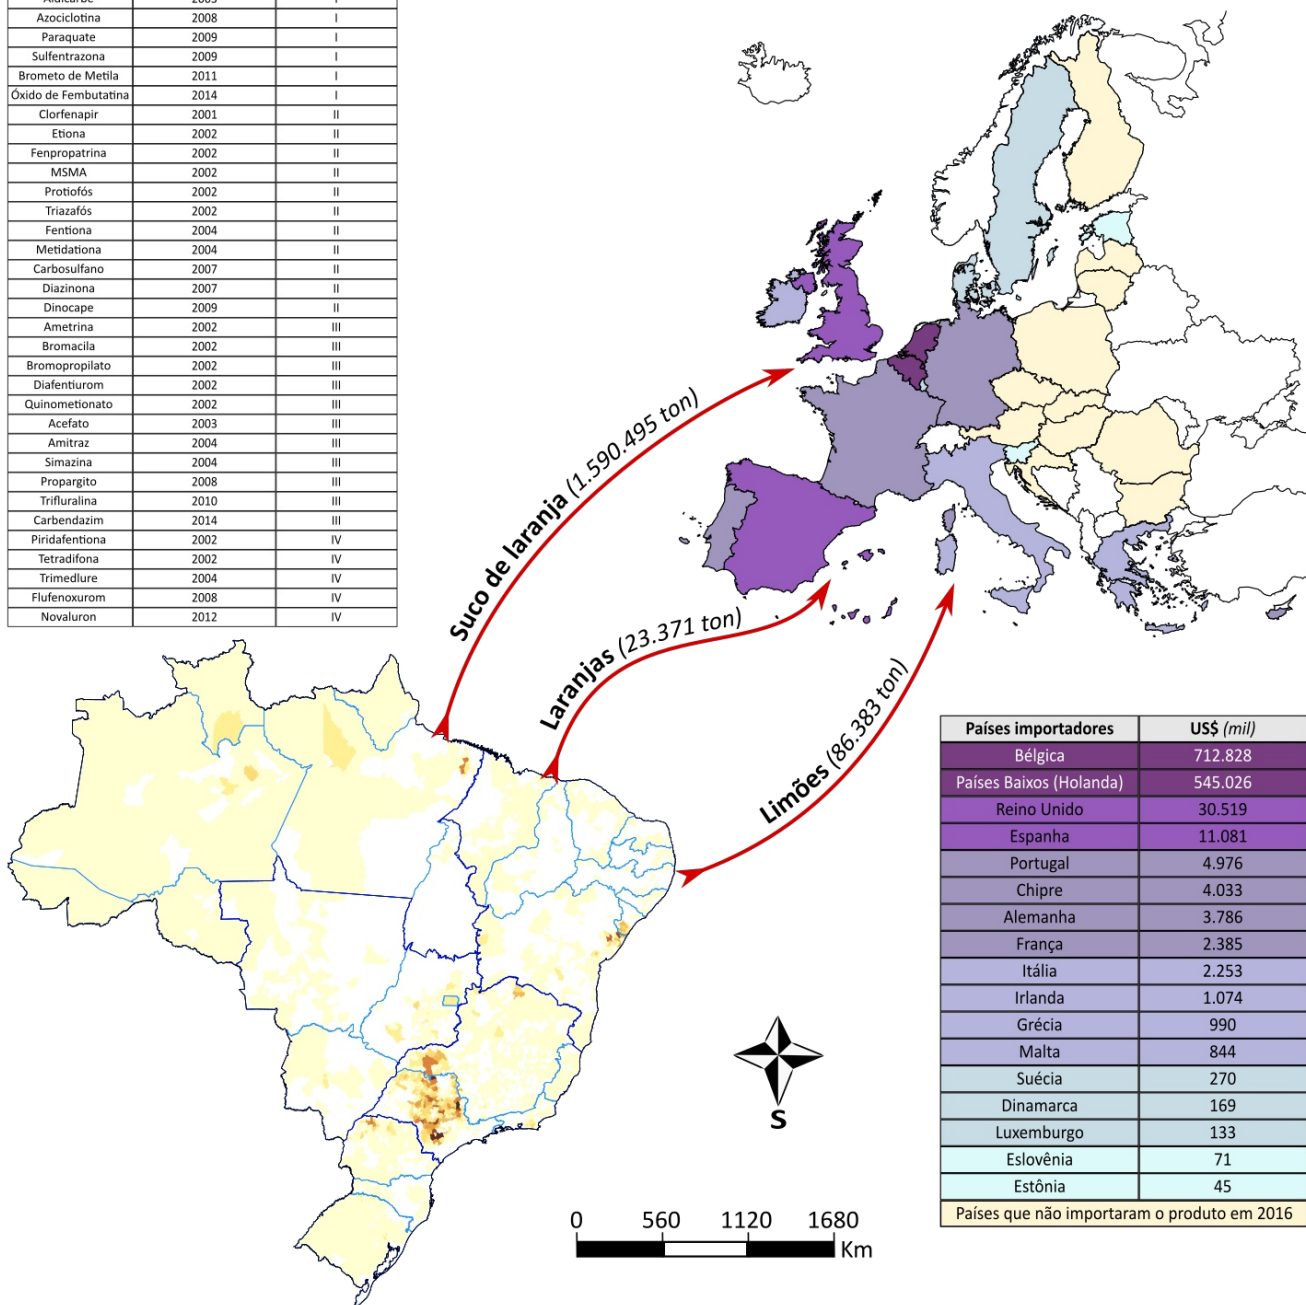 Azociclotina 2008 I
Paraquate 2009 I
Sulfentrazona 2009 I
Brometo de Metila 2011 I
Óxido de Fembutatina 2014 I
Clorfenapir 2001 II
Etiona 2002 II
Fenpropatrina 2002 II
MSMA 2002 II
Protiofós 2002 II
Triazafós 2002 II
Fentiona 2004 II
Metidationa 2004 II
Carbosulfano 2007 II
Diazinona 2007 II
Dinocape 2009 II
Ametrina 2002 III
Bromacila 2002 III
Bromopropilato 2002 III
Diafentiurom 2002 III
Quinometionato 2002 III
Acefato 2003 III
Amitraz 2004 III
Simazina 2004 III
Propargito 2008 III
Trifluralina 2010 III
Carbendazim 2014 III
Piridafentiona 2002 IV
Tetradifona 2002 IV
Trimedlure 2004 IV
Flufenoxurom 2008 IV
Novaluron 2012 IV
Suco de laranja (1.590.495 ton)
Laranjas (23.371 ton)
Limões (86.383 ton)
Países importadores US$ (mil)
Bélgica 712.828
Países Baixos (Holanda) 545.026
Reino Unido 30.519
Espanha 11.081
Portugal 4.976
Chipre 4.033
Alemanha 3.786
França 2.385
Itália 2.253
Irlanda 1.074
Grécia 990
Malta 844
Suécia 270
Dinamarca 169
Luxemburgo 133
Eslovênia 71
Estônia 45
Países que não importaram o produto em 2016
S
0 560 1120 1680
Km